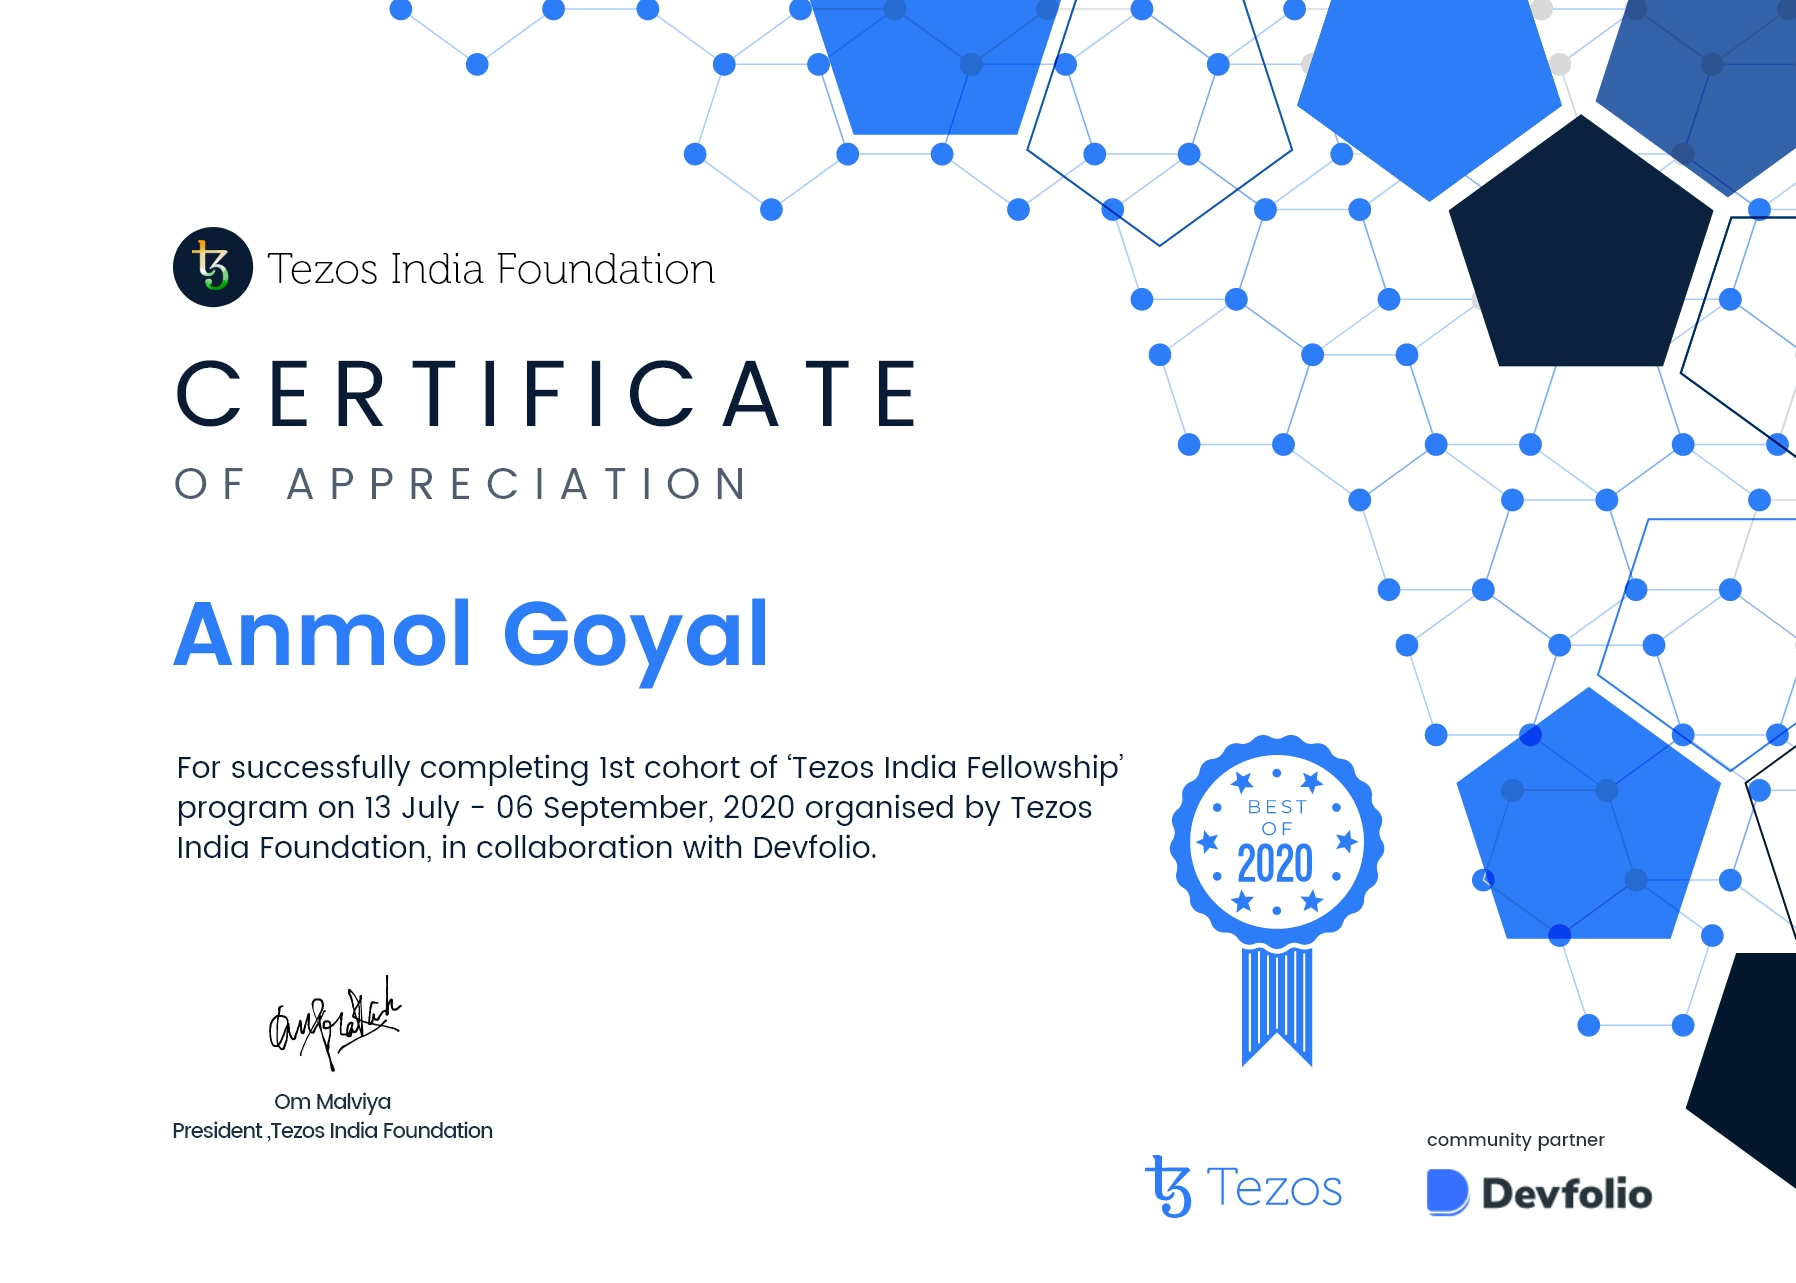 Tezos India Foundation
CERTIFICATE
OF APPRECIATION
Anmol Goyal
For successfully completing 1st cohort of ‘Tezos India Fellowship’
program on 13 July - 06 September, 2020 organised by Tezos
India Foundation, in collaboration with Devfolio.
BEST
OF
2020
Om Malviya
President ,Tezos India Foundation
community partner
Tezos
Devfolio